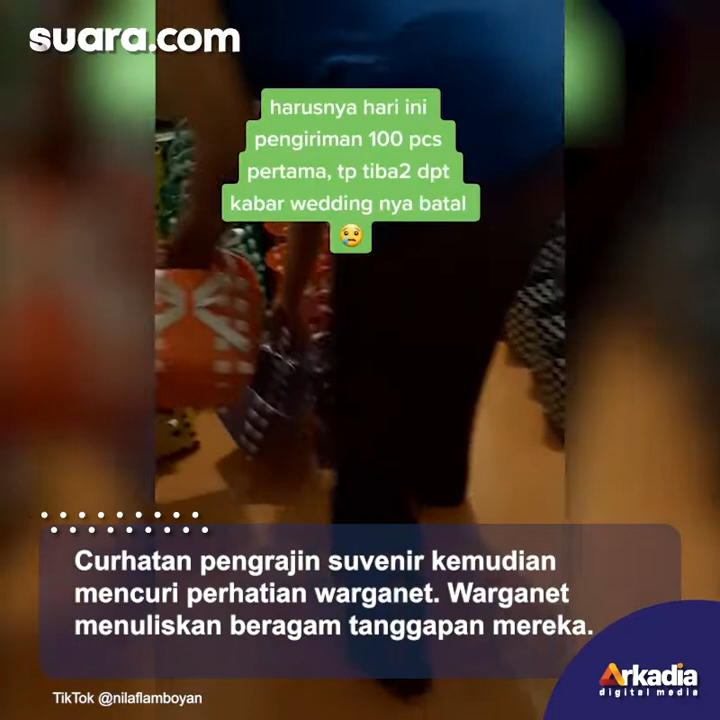 suara.com
harusnya hari ini
pengiriman 100 pcs
pertama, tp tiba2 dpt
kabar wedding nya batal
😢
Curhatan pengrajin suvenir kemudian
mencuri perhatian warganet. Warganet
menuliskan beragam tanggapan mereka.
TikTok @nilaflamboyan
Arkadia
digital media